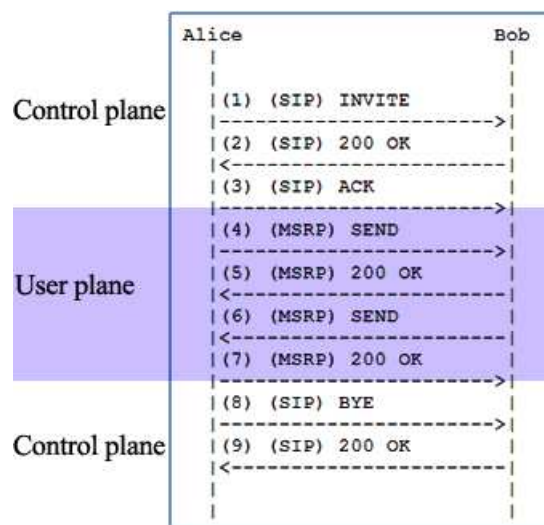 Alice Bob
Control plane
(1) (SIP) INVITE
(2) (SIP) 200 OK
(3) (SIP) ACK
User plane
(4) (MSRP) SEND
(5) (MSRP) 200 OK
(6) (MSRP) SEND
(7) (MSRP) 200 OK
Control plane
(8) (SIP) BYE
(9) (SIP) 200 OK